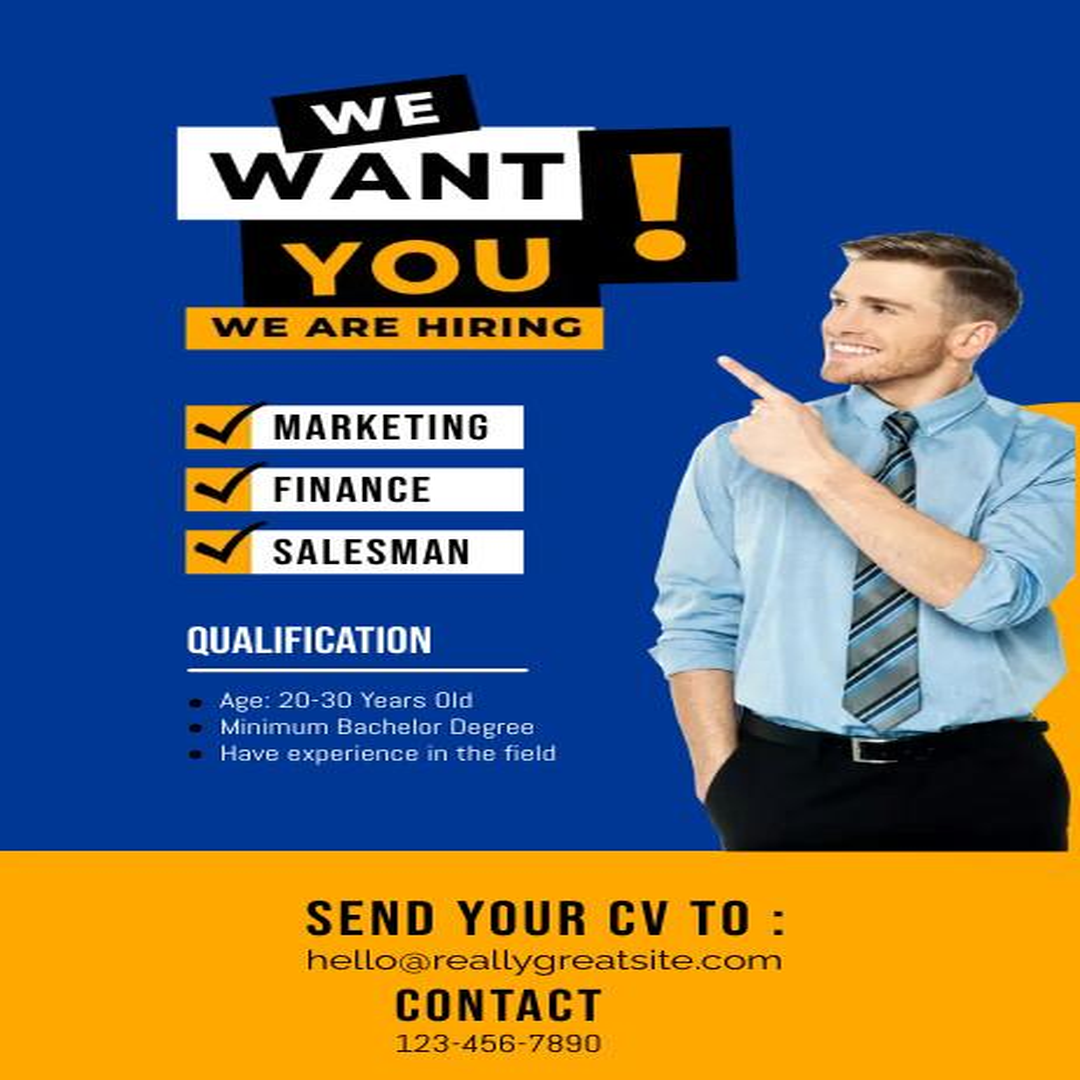 WE
WANT
YOU
!
WE ARE HIRING
MARKETING
FINANCE
SALESMAN
QUALIFICATION
Age: 20-30 Years Old
Minimum Bachelor Degree
Have experience in the field
SEND YOUR CV TO :
hello@reallygreatsite.com
CONTACT
123-456-7890